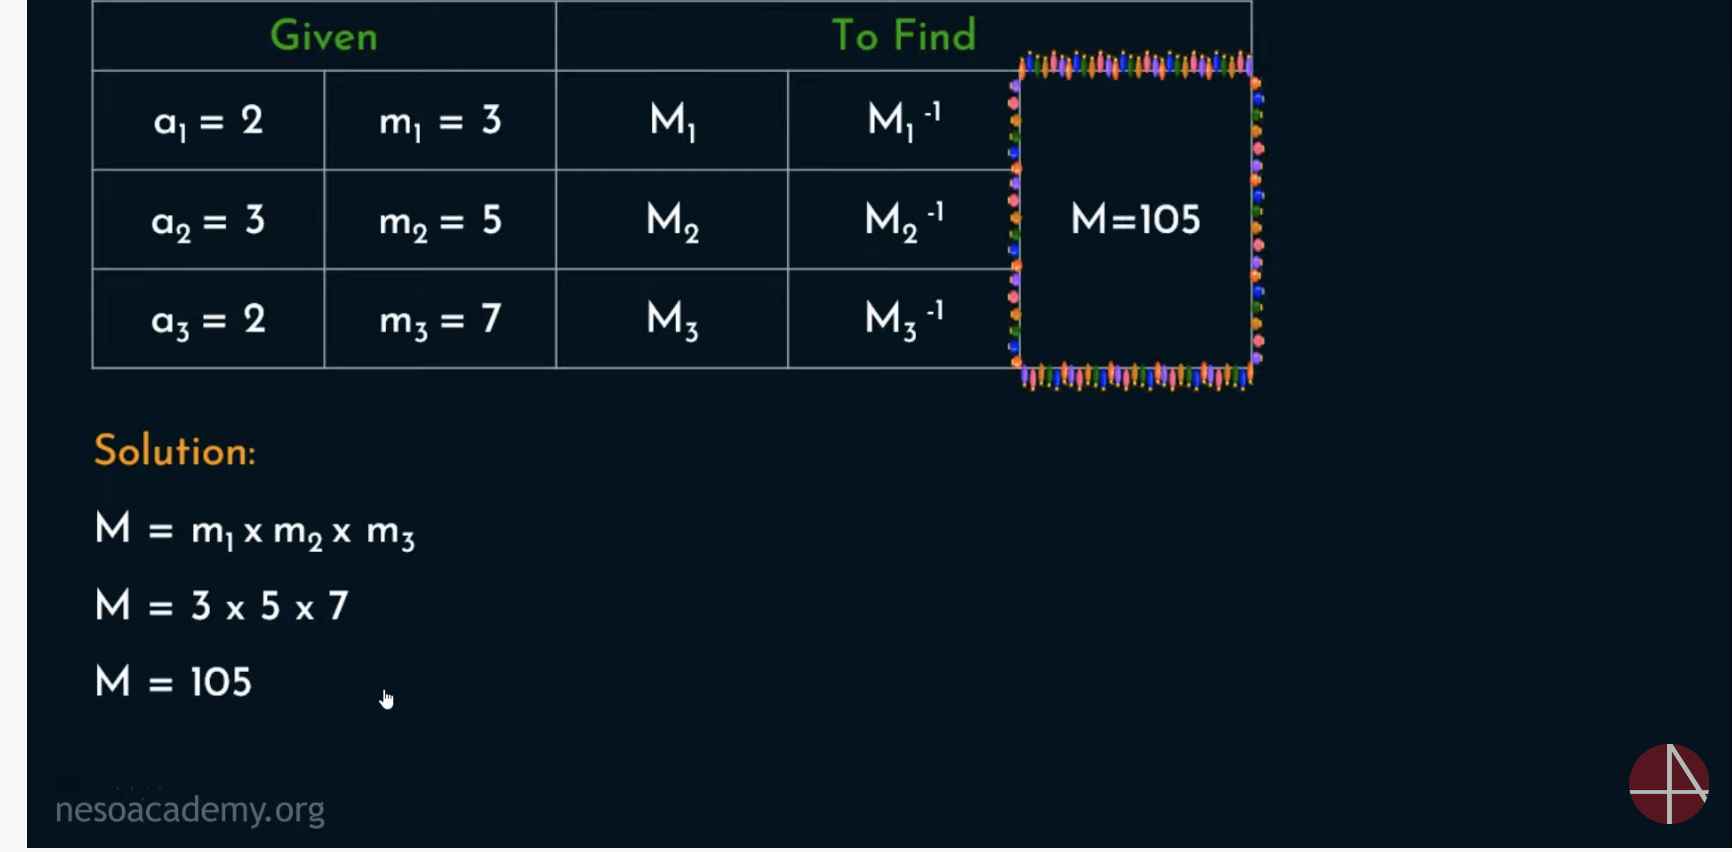 Given To Find
a₁ = 2 m₁ = 3 M₁ M₁⁻¹
a₂ = 3 m₂ = 5 M₂ M₂⁻¹ M=105
a₃ = 2 m₃ = 7 M₃ M₃⁻¹
Solution:
M = m₁ x m₂ x m₃
M = 3 x 5 x 7
M = 105
nesoacademy.org